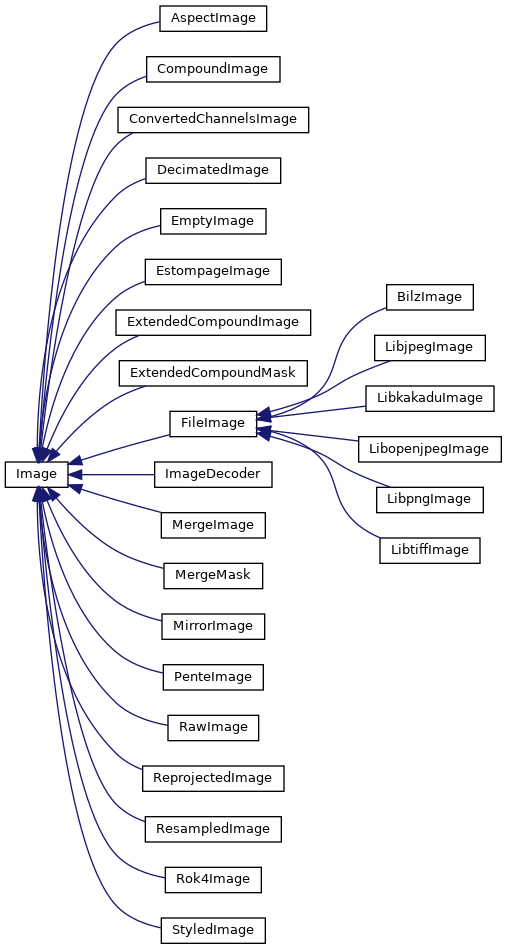 AspectImage
CompoundImage
ConvertedChannelsImage
DecimatedImage
EmptyImage
EstompageImage
BilzImage
ExtendedCompoundImage
LibjpegImage
ExtendedCompoundMask
LibkakaduImage
FileImage
LibopenjpegImage
Image
ImageDecoder
LibpngImage
MergeImage
LibtiffImage
MergeMask
MirrorImage
PenteImage
RawImage
ReprojectedImage
ResampledImage
Rok4Image
StyledImage